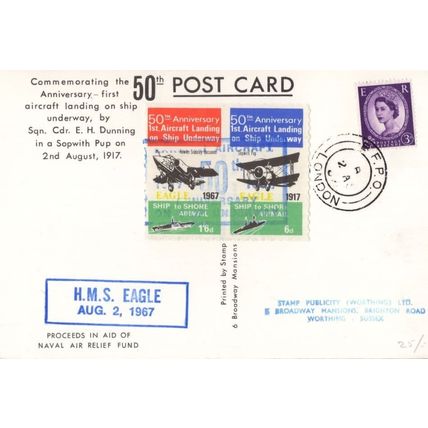 Commemorating the
Anniversary - first
aircraft landing on ship
underway, by
Sqn. Cdr. E. H. Dunning
in a Sopwith Pup on
2nd August, 1917.
50th POST CARD
50th Anniversary
1st. Aircraft Landing
on Ship Underway
EAGLE 1967
SHIP to SHORE
AIRMAIL
1'6d
50th Anniversary
1st. Aircraft Landing
on Ship Underway
Sopwith Pup
EAGLE 1917
SHIP to SHORE
AIRMAIL
6d
E R
3D
F.P.O.
LONDON
H.M.S. EAGLE
AUG. 2, 1967
PROCEEDS IN AID OF
NAVAL AIR RELIEF FUND
Printed by Stamp
6 Broadway Mansions
STAMP PUBLICITY (WORTHING) LTD.
BROADWAY MANSIONS, BRIGHTON ROAD
WORTHING - SUSSEX
25/-